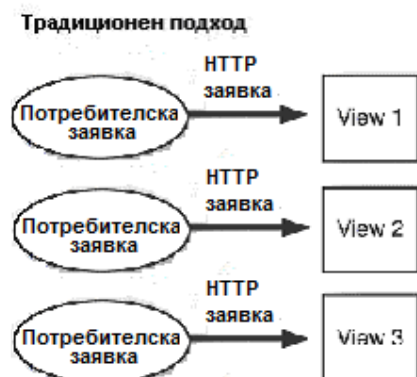 Традиционен подход
HTTP
заявка
Потребителска
заявка
View 1
HTTP
заявка
Потребителска
заявка
View 2
HTTP
заявка
Потребителска
заявка
View 3